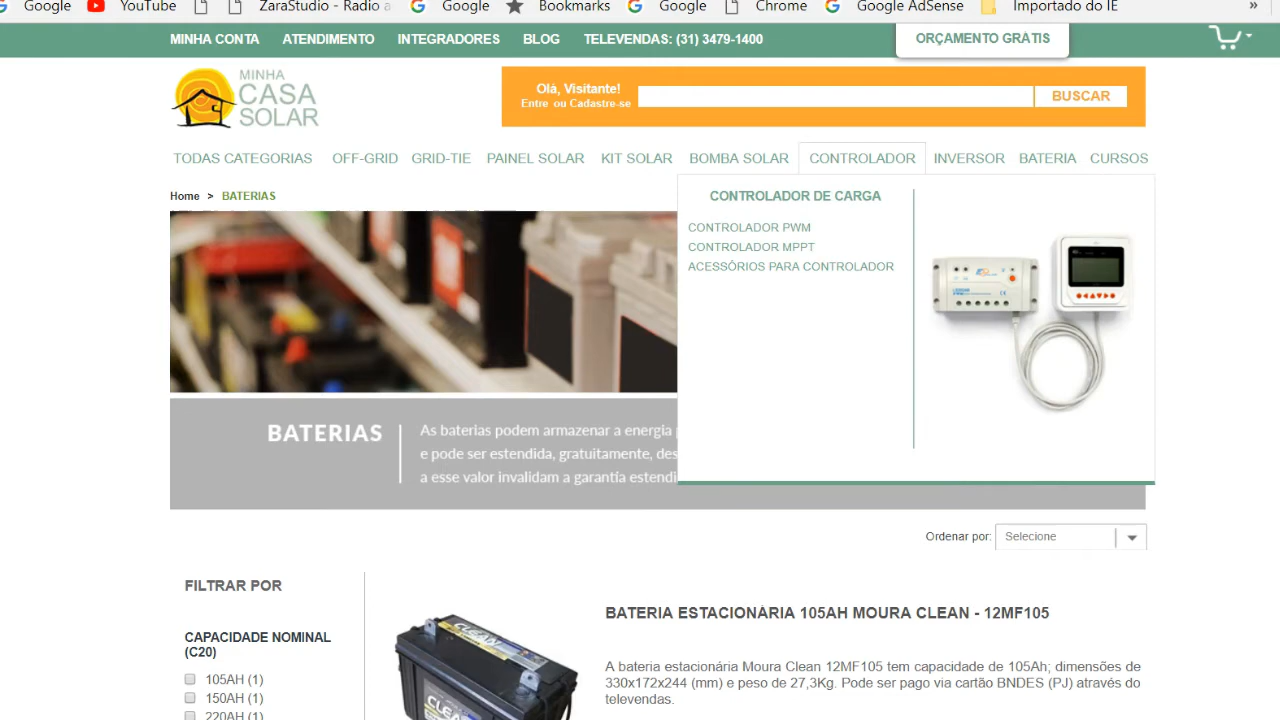 Google YouTube ZaraStudio - Radio a Google Bookmarks Google Chrome Google AdSense Importado do IE »
MINHA CONTA ATENDIMENTO INTEGRADORES BLOG TELEVENDAS: (31) 3479-1400 ORÇAMENTO GRÁTIS
MINHA
CASA
SOLAR
Olá, Visitante!
Entre ou Cadastre-se
BUSCAR
TODAS CATEGORIAS OFF-GRID GRID-TIE PAINEL SOLAR KIT SOLAR BOMBA SOLAR CONTROLADOR INVERSOR BATERIA CURSOS
Home > BATERIAS
CONTROLADOR DE CARGA
CONTROLADOR PWM
CONTROLADOR MPPT
ACESSÓRIOS PARA CONTROLADOR
BATERIAS
As baterias podem armazenar a energia
e pode ser estendida, gratuitamente, des
a esse valor invalidam a garantia estendi
Ordenar por: Selecione
FILTRAR POR
CAPACIDADE NOMINAL
(C20)
105AH (1)
150AH (1)
220AH (1)
CLEAN
CLEAN
BATERIA ESTACIONÁRIA 105AH MOURA CLEAN - 12MF105
A bateria estacionária Moura Clean 12MF105 tem capacidade de 105Ah; dimensões de
330x172x244 (mm) e peso de 27,3Kg. Pode ser pago via cartão BNDES (PJ) através do
televendas.